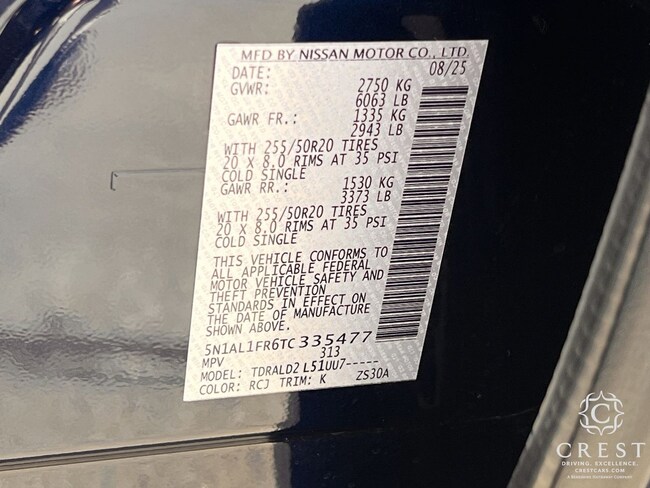 MFD BY NISSAN MOTOR CO., LTD.
DATE: 08/25
GVWR: 2750 KG
6063 LB
GAWR FR.: 1335 KG
2943 LB
WITH 255/50R20 TIRES
20 X 8.0 RIMS AT 35 PSI
COLD SINGLE
GAWR RR.: 1530 KG
3373 LB
WITH 255/50R20 TIRES
20 X 8.0 RIMS AT 35 PSI
COLD SINGLE
THIS VEHICLE CONFORMS TO
ALL APPLICABLE FEDERAL
MOTOR VEHICLE SAFETY AND
THEFT PREVENTION
STANDARDS IN EFFECT ON
THE DATE OF MANUFACTURE
SHOWN ABOVE.
5N1AL1FR6TC335477
MPV 313
MODEL: TDRALD2 L51UU7-----
COLOR: RCJ TRIM: K ZS30A
C
CREST
DRIVING. EXCELLENCE.
CRESTCARS.COM